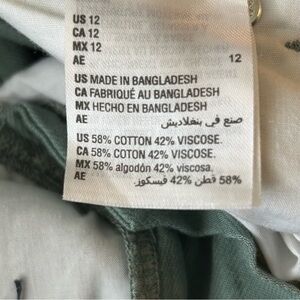 US 12
CA 12
MX 12
AE 12
US MADE IN BANGLADESH
CA FABRIQUÉ AU BANGLADESH
MX HECHO EN BANGLADESH
AE صنع في بنغلاديش
US 58% COTTON 42% VISCOSE.
CA 58% COTON 42% VISCOSE.
MX 58% algodón 42% viscosa.
AE 58% قطن 42% فيسكوز.